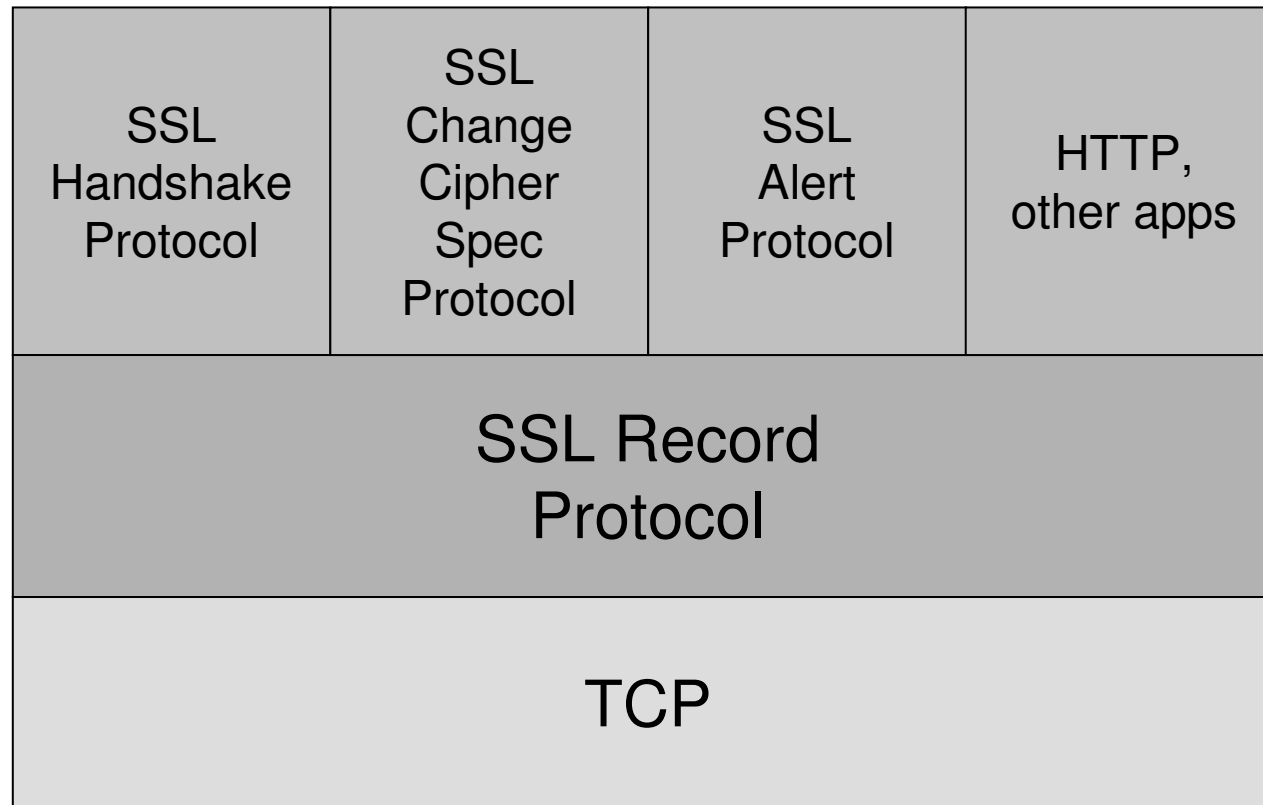 SSL
Handshake
Protocol
SSL
Change
Cipher
Spec
Protocol
SSL
Alert
Protocol
HTTP,
other apps
SSL Record
Protocol
TCP